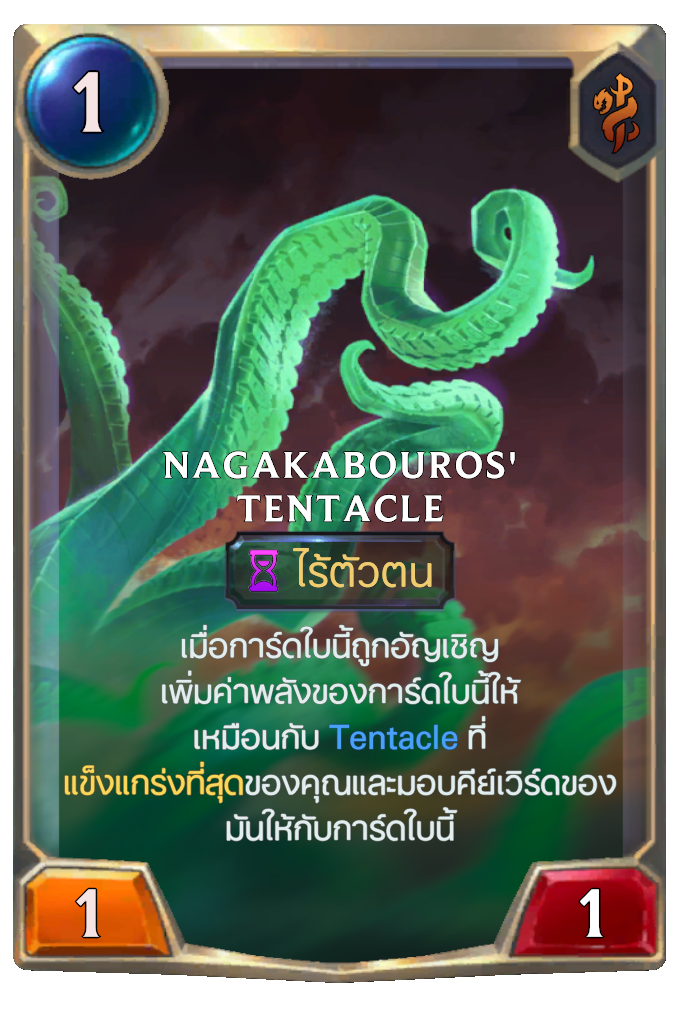 1
NAGAKABOUROS'
TENTACLE
ไร้ตัวตน
เมื่อการ์ดใบนี้ถูกอัญเชิญ
เพิ่มค่าพลังของการ์ดใบนี้ให้
เหมือนกับ Tentacle ที่
แข็งแกร่งที่สุดของคุณและมอบคีย์เวิร์ดของ
มันให้กับการ์ดใบนี้
1
1